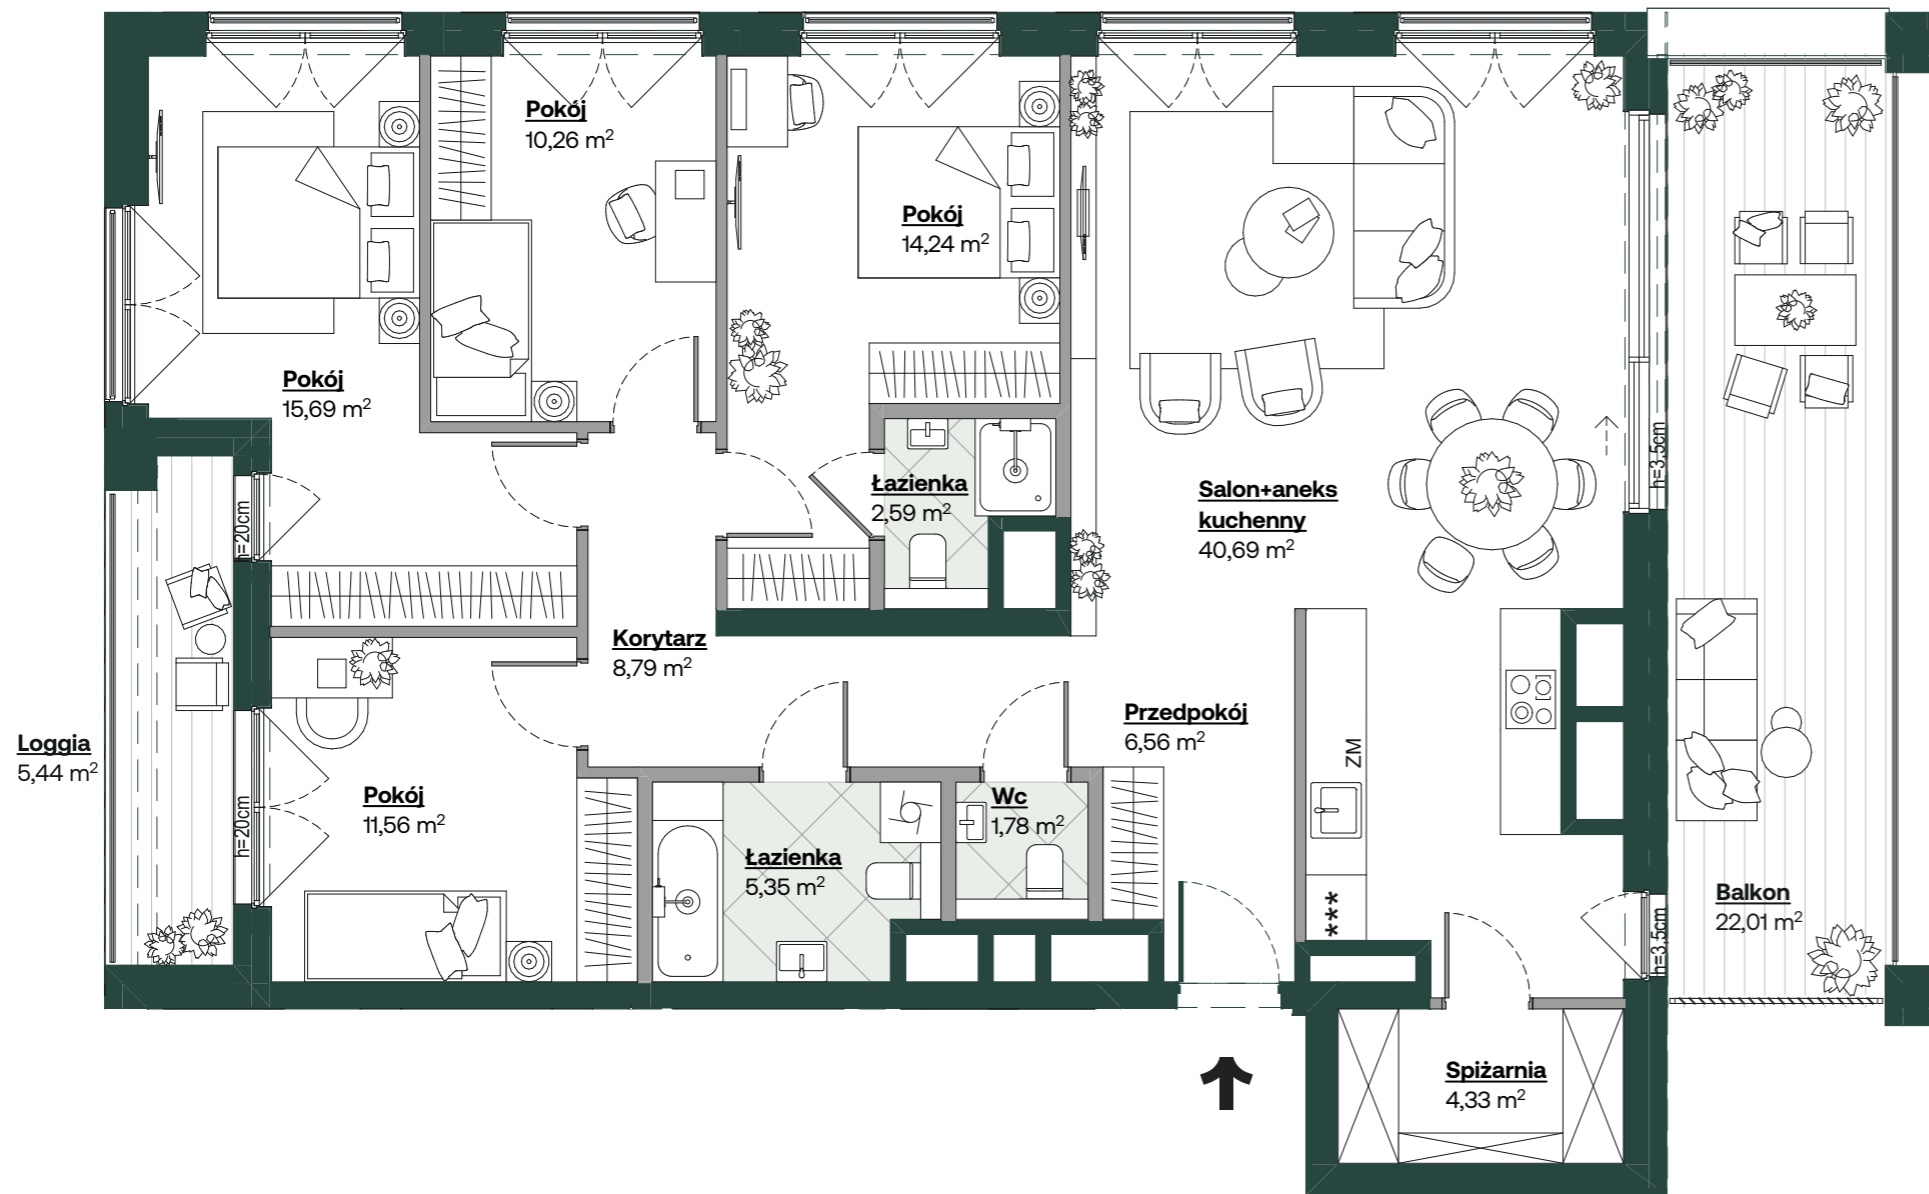 Pokój
10,26 m²
Pokój
14,24 m²
Pokój
15,69 m²
Łazienka
2,59 m²
Salon+aneks
kuchenny
40,69 m²
h=3,5cm
h=20cm
Korytarz
8,79 m²
Przedpokój
6,56 m²
Loggia
5,44 m²
ZM
Pokój
11,56 m²
h=20cm
Wc
1,78 m²
Łazienka
5,35 m²
***
Balkon
22,01 m²
h=3,5cm
Spiżarnia
4,33 m²